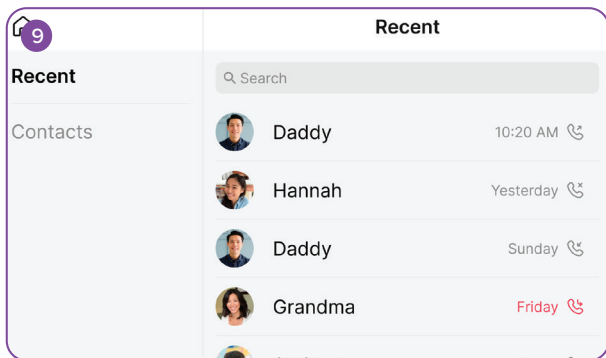 9
Recent
Recent
Search
Contacts
Daddy 10:20 AM
Hannah Yesterday
Daddy Sunday
Grandma Friday